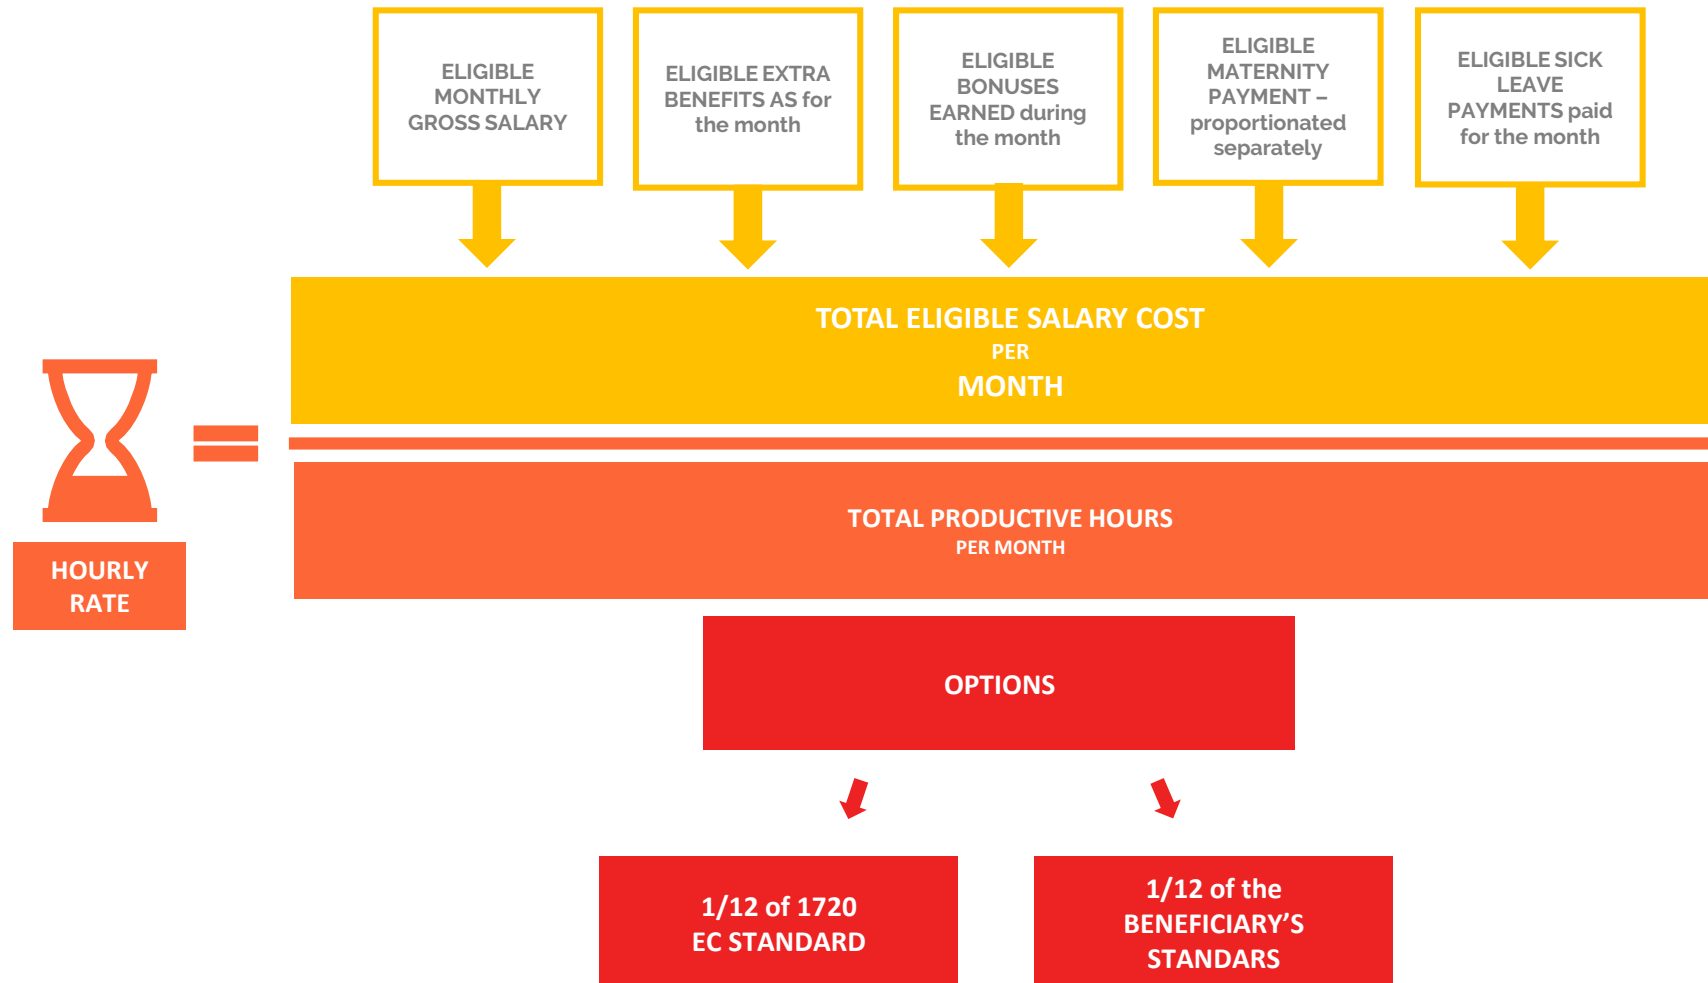 ELIGIBLE
MONTHLY
GROSS SALARY
ELIGIBLE EXTRA
BENEFITS AS for
the month
ELIGIBLE
BONUSES
EARNED during
the month
ELIGIBLE
MATERNITY
PAYMENT –
proportionated
separately
ELIGIBLE SICK
LEAVE
PAYMENTS paid
for the month
TOTAL ELIGIBLE SALARY COST
PER
MONTH
HOURLY
RATE
TOTAL PRODUCTIVE HOURS
PER MONTH
OPTIONS
1/12 of 1720
EC STANDARD
1/12 of the
BENEFICIARY’S
STANDARS